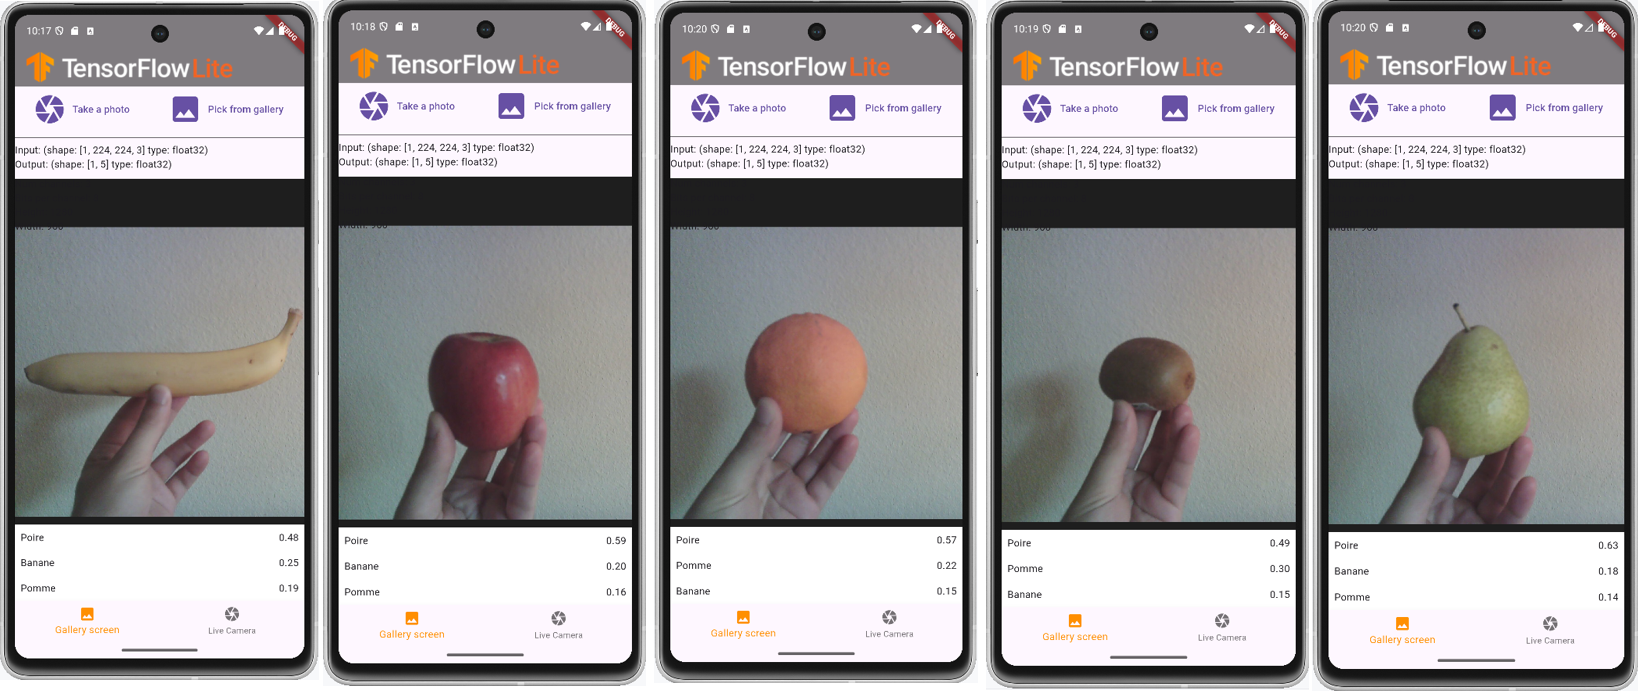 10:17
DEBUG
TensorFlow Lite
Take a photo
Pick from gallery
Input: (shape: [1, 224, 224, 3] type: float32)
Output: (shape: [1, 5] type: float32)
Poire 0.48
Banane 0.25
Pomme 0.19
Gallery screen
Live Camera
10:18
DEBUG
TensorFlow Lite
Take a photo
Pick from gallery
Input: (shape: [1, 224, 224, 3] type: float32)
Output: (shape: [1, 5] type: float32)
Poire 0.59
Banane 0.20
Pomme 0.16
Gallery screen
Live Camera
10:20
DEBUG
TensorFlow Lite
Take a photo
Pick from gallery
Input: (shape: [1, 224, 224, 3] type: float32)
Output: (shape: [1, 5] type: float32)
Poire 0.57
Pomme 0.22
Banane 0.15
Gallery screen
Live Camera
10:19
DEBUG
TensorFlow Lite
Take a photo
Pick from gallery
Input: (shape: [1, 224, 224, 3] type: float32)
Output: (shape: [1, 5] type: float32)
Poire 0.49
Pomme 0.30
Banane 0.15
Gallery screen
Live Camera
10:20
DEBUG
TensorFlow Lite
Take a photo
Pick from gallery
Input: (shape: [1, 224, 224, 3] type: float32)
Output: (shape: [1, 5] type: float32)
Poire 0.63
Banane 0.18
Pomme 0.14
Gallery screen
Live Camera